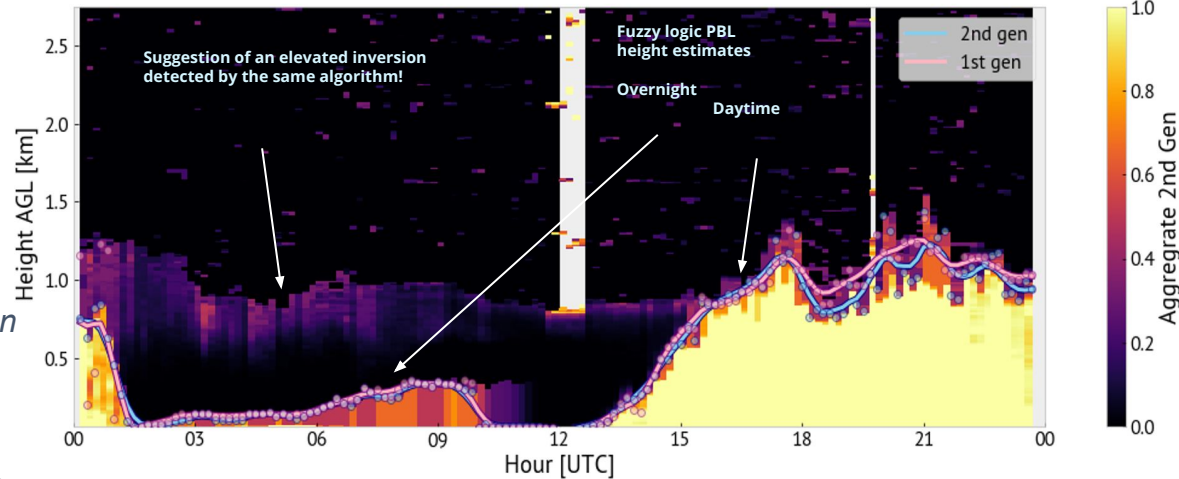 Suggestion of an elevated inversion
detected by the same algorithm!
Fuzzy logic PBL
height estimates
Overnight
Daytime
2nd gen
1st gen
Height AGL [km]
2.5
2.0
1.5
1.0
0.5
n
00
03
06
09
12
15
18
21
00
Hour [UTC]
1.0
0.8
0.6
0.4
0.2
0.0
Aggregrate 2nd Gen